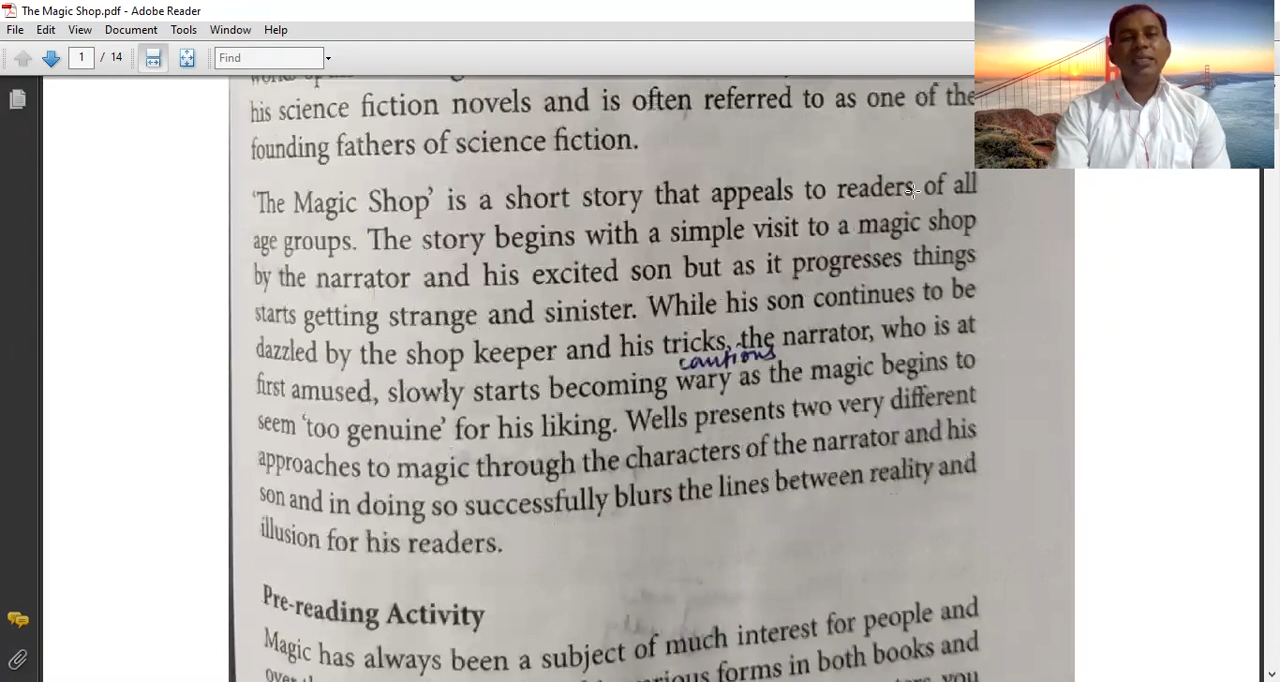 The Magic Shop.pdf - Adobe Reader
File Edit View Document Tools Window Help
1 / 14 Find
his science fiction novels and is often referred to as one of the
founding fathers of science fiction.
'The Magic Shop' is a short story that appeals to readers of all
age groups. The story begins with a simple visit to a magic shop
by the narrator and his excited son but as it progresses things
starts getting strange and sinister. While his son continues to be
dazzled by the shop keeper and his tricks, the narrator, who is at
cautions
first amused, slowly starts becoming wary as the magic begins to
seem 'too genuine' for his liking. Wells presents two very different
approaches to magic through the characters of the narrator and his
son and in doing so successfully blurs the lines between reality and
illusion for his readers.
Pre-reading Activity
Magic has always been a subject of much interest for people and
forms in both books and
you